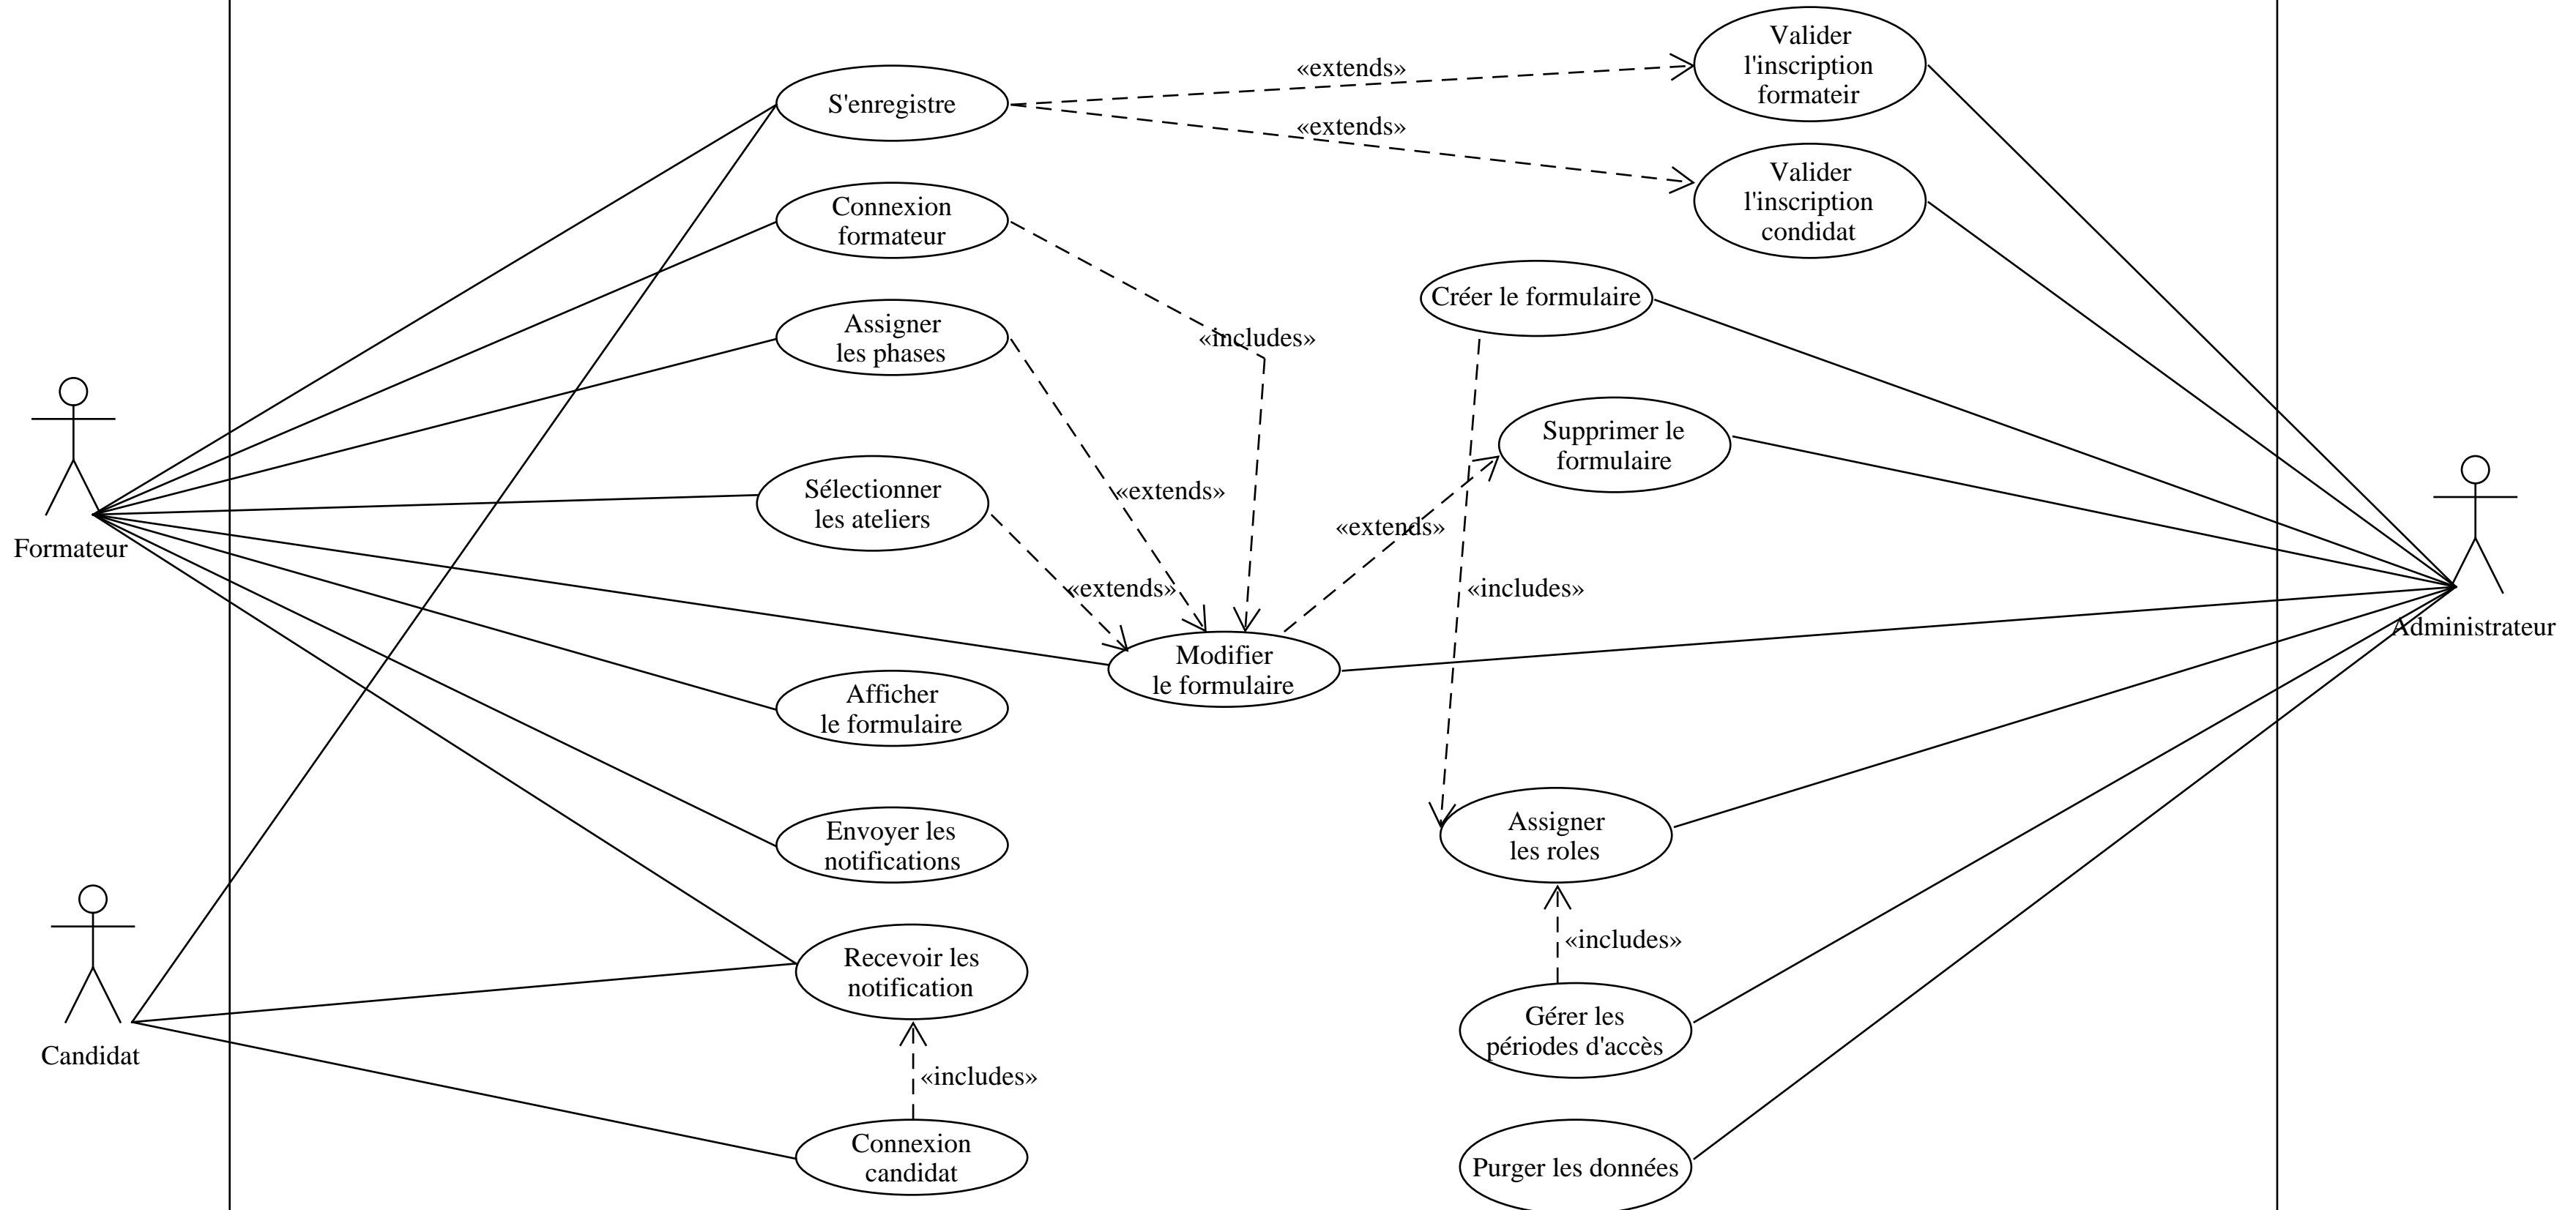 Valider
l'inscription
formateir
«extends»
S'enregistre
«extends»
Valider
l'inscription
condidat
Connexion
formateur
Créer le formulaire
Assigner
les phases
«includes»
Supprimer le
formulaire
Sélectionner
les ateliers
«extends»
«extends»
Formateur
«extends»
«includes»
Administrateur
Modifier
le formulaire
Afficher
le formulaire
Envoyer les
notifications
Assigner
les roles
«includes»
Recevoir les
notification
Gérer les
périodes d'accès
Candidat
«includes»
Connexion
candidat
Purger les données